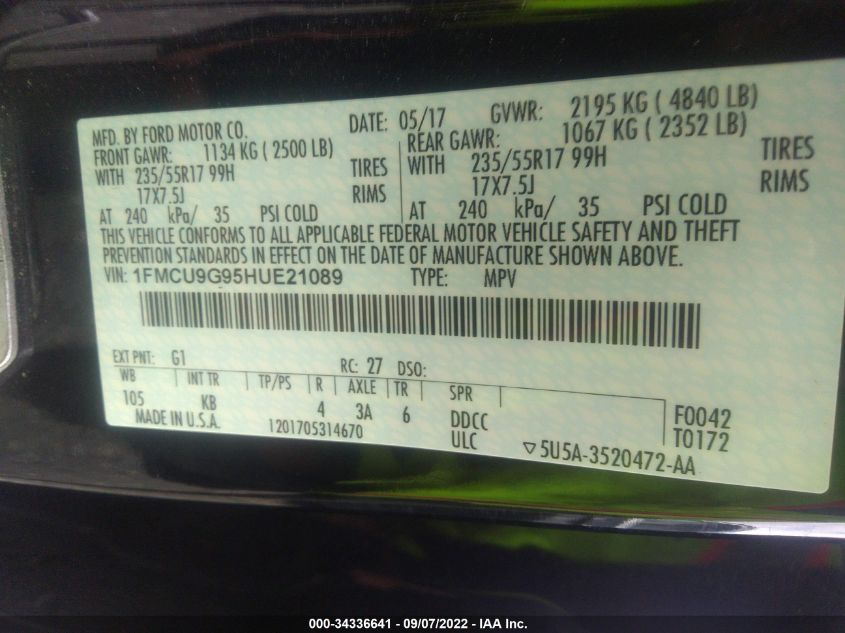 MFD. BY FORD MOTOR CO. DATE: 05/17 GVWR: 2195 KG ( 4840 LB)
FRONT GAWR: 1134 KG ( 2500 LB) REAR GAWR: 1067 KG ( 2352 LB)
WITH 235/55R17 99H TIRES WITH 235/55R17 99H TIRES
17X7.5J RIMS 17X7.5J RIMS
AT 240 kPa/ 35 PSI COLD AT 240 kPa/ 35 PSI COLD
THIS VEHICLE CONFORMS TO ALL APPLICABLE FEDERAL MOTOR VEHICLE SAFETY AND THEFT
PREVENTION STANDARDS IN EFFECT ON THE DATE OF MANUFACTURE SHOWN ABOVE.
VIN: 1FMCU9G95HUE21089 TYPE: MPV
EXT PNT: G1 RC: 27 DSO:
WB INT TR TP/PS R AXLE TR SPR
105 KB 4 3A 6 DDCC F0042
MADE IN U.S.A. 1201705314670 ULC T0172
▽5U5A-3520472-AA
000-34336641 - 09/07/2022 - IAA Inc.